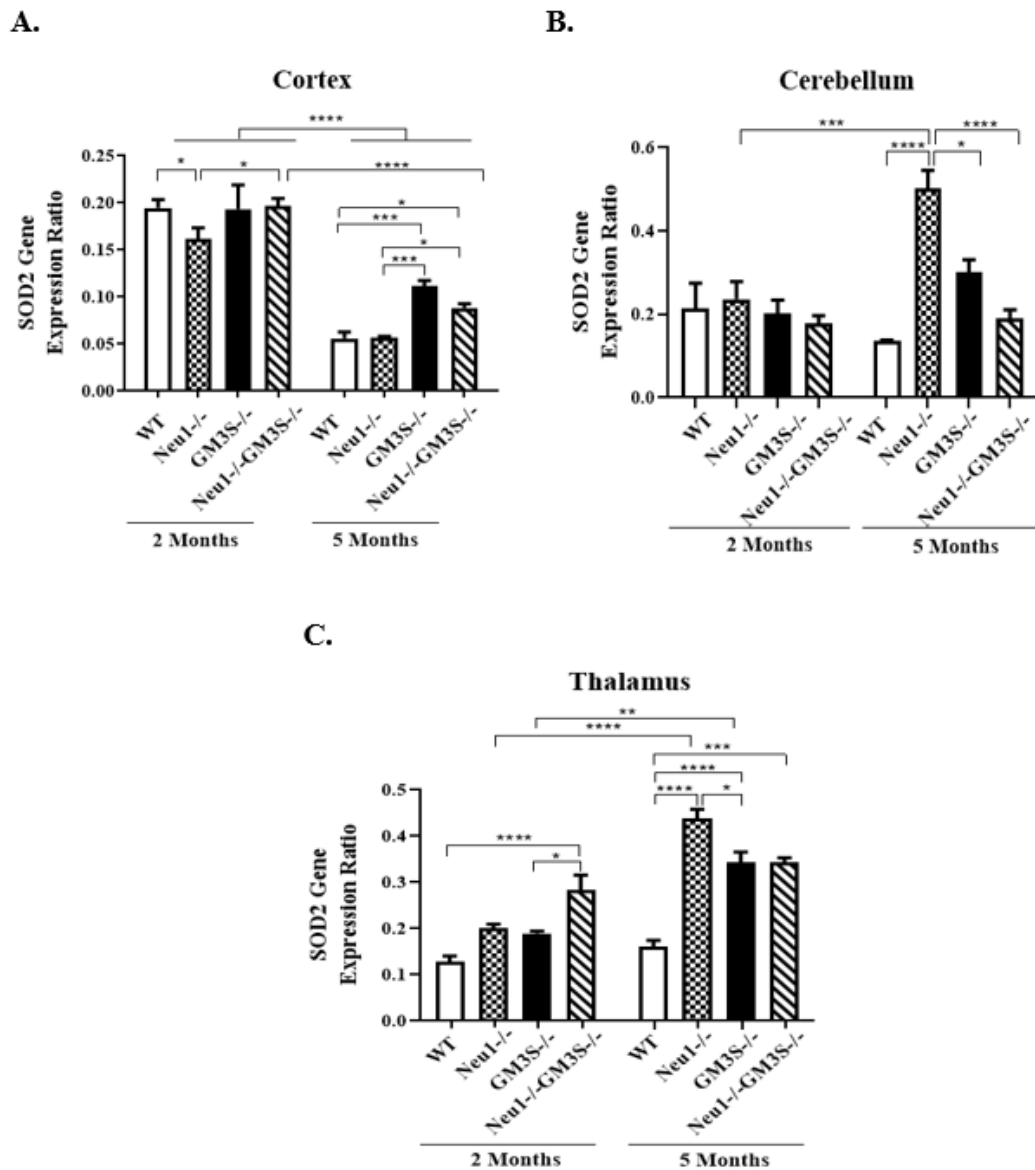 A.
Cortex
****
* * ****
*
***
*
***
SOD2 Gene
Expression Ratio
0.25
0.20
0.15
0.10
0.05
0.00
WT
Neu1-/-
GM3S-/-
Neu1-/-GM3S-/-
WT
Neu1-/-
GM3S-/-
Neu1-/-GM3S-/-
2 Months
5 Months
B.
Cerebellum
*** ****
**** *
SOD2 Gene
Expression Ratio
0.6
0.4
0.2
0.0
WT
Neu1-/-
GM3S-/-
Neu1-/-GM3S-/-
WT
Neu1-/-
GM3S-/-
Neu1-/-GM3S-/-
2 Months
5 Months
C.
Thalamus
**
****
***
****
**** *
****
*
SOD2 Gene
Expression Ratio
0.5
0.4
0.3
0.2
0.1
0.0
WT
Neu1-/-
GM3S-/-
Neu1-/-GM3S-/-
WT
Neu1-/-
GM3S-/-
Neu1-/-GM3S-/-
2 Months
5 Months